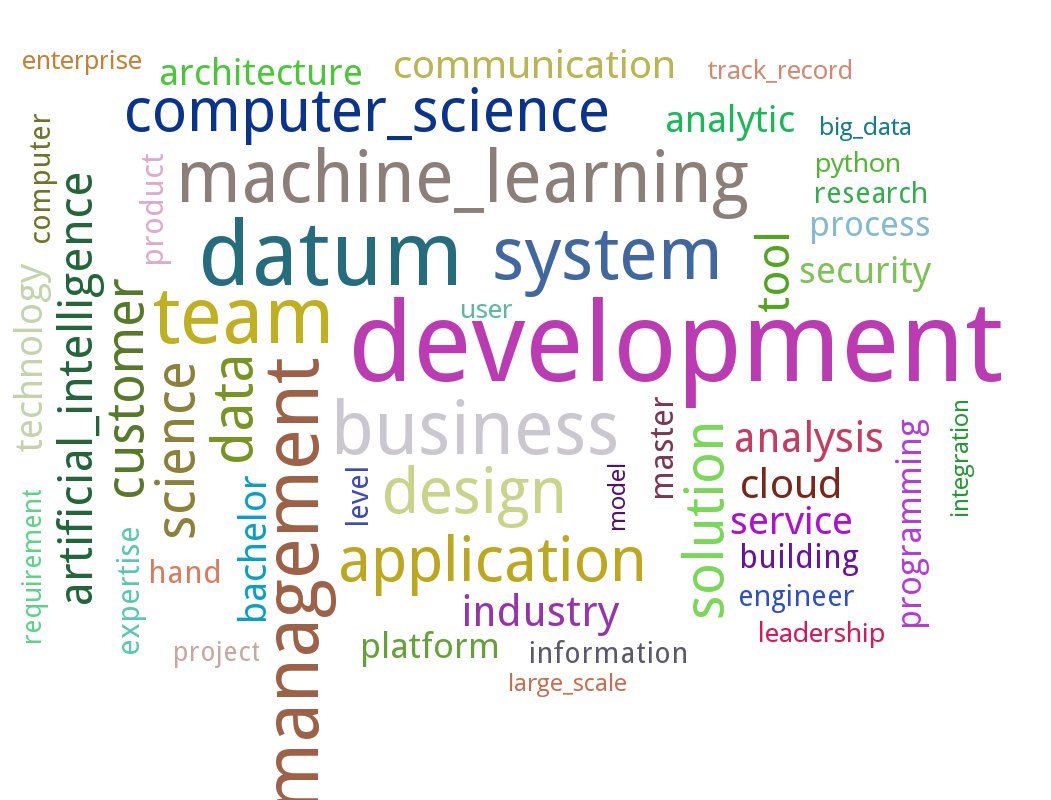 enterprise
architecture
communication
track_record
computer_science
analytic
big_data
computer
product
machine_learning
python
research
process
artificial_intelligence
datum
system
tool
security
technology
customer
team
user
development
science
data
management
business
master
solution
analysis
programming
integration
requirement
expertise
hand
bachelor
level
design
model
cloud
service
application
building
industry
engineer
leadership
project
platform
information
large_scale